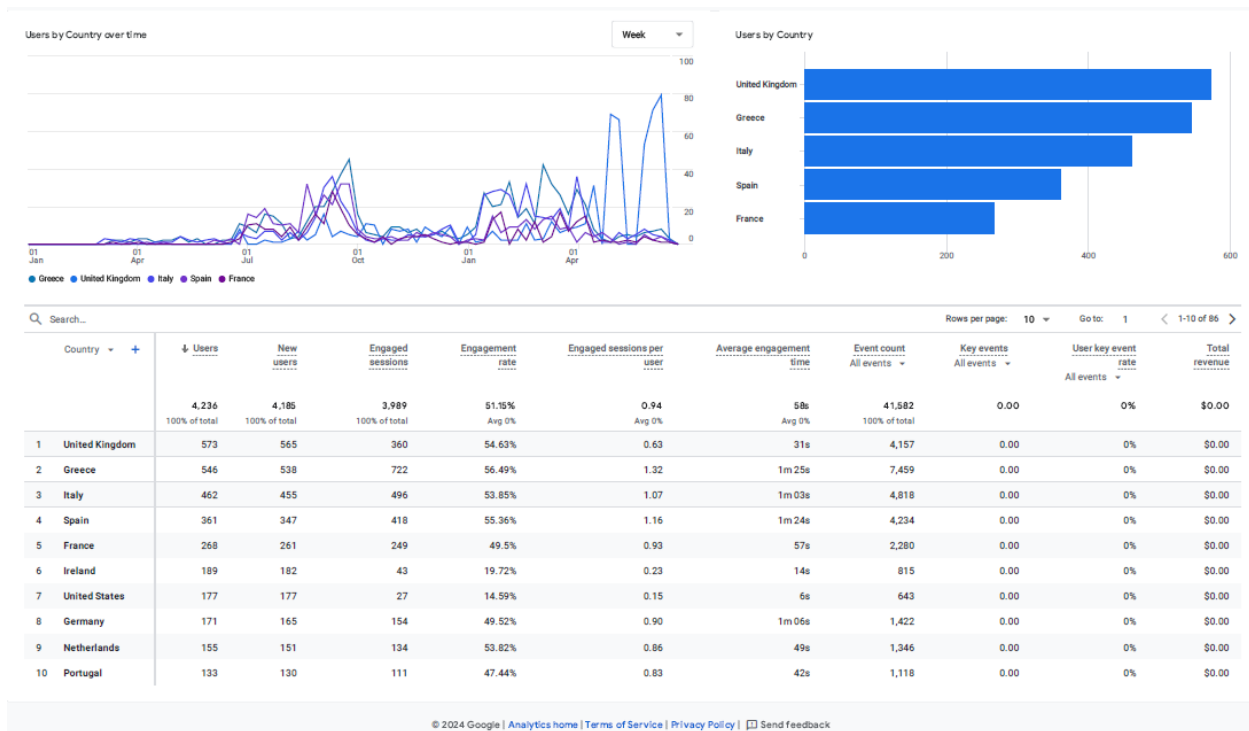 Users by Country over time
Week
100
80
60
40
20
0
01 Jan
01 Apr
01 Jul
01 Oct
01 Jan
01 Apr
Greece United Kingdom Italy Spain France
Users by Country
United Kingdom
Greece
Italy
Spain
France
0 200 400 600
Search...
Rows per page: 10 Go to: 1 1-10 of 86
Country + Users New users Engaged sessions Engagement rate Engaged sessions per user Average engagement time Event count All events Key events All events User key event rate All events Total revenue
4,236 4,185 3,989 51.15% 0.94 58s 41,582 0.00 0% $0.00
100% of total 100% of total 100% of total Avg 0% Avg 0% Avg 0% 100% of total
1 United Kingdom 573 565 360 54.63% 0.63 31s 4,157 0.00 0% $0.00
2 Greece 546 538 722 56.49% 1.32 1m 25s 7,459 0.00 0% $0.00
3 Italy 462 455 496 53.85% 1.07 1m 03s 4,818 0.00 0% $0.00
4 Spain 361 347 418 55.36% 1.16 1m 24s 4,234 0.00 0% $0.00
5 France 268 261 249 49.5% 0.93 57s 2,280 0.00 0% $0.00
6 Ireland 189 182 43 19.72% 0.23 14s 815 0.00 0% $0.00
7 United States 177 177 27 14.59% 0.15 6s 643 0.00 0% $0.00
8 Germany 171 165 154 49.52% 0.90 1m 06s 1,422 0.00 0% $0.00
9 Netherlands 155 151 134 53.82% 0.86 49s 1,346 0.00 0% $0.00
10 Portugal 133 130 111 47.44% 0.83 42s 1,118 0.00 0% $0.00
© 2024 Google | Analytics home | Terms of Service | Privacy Policy | Send feedback